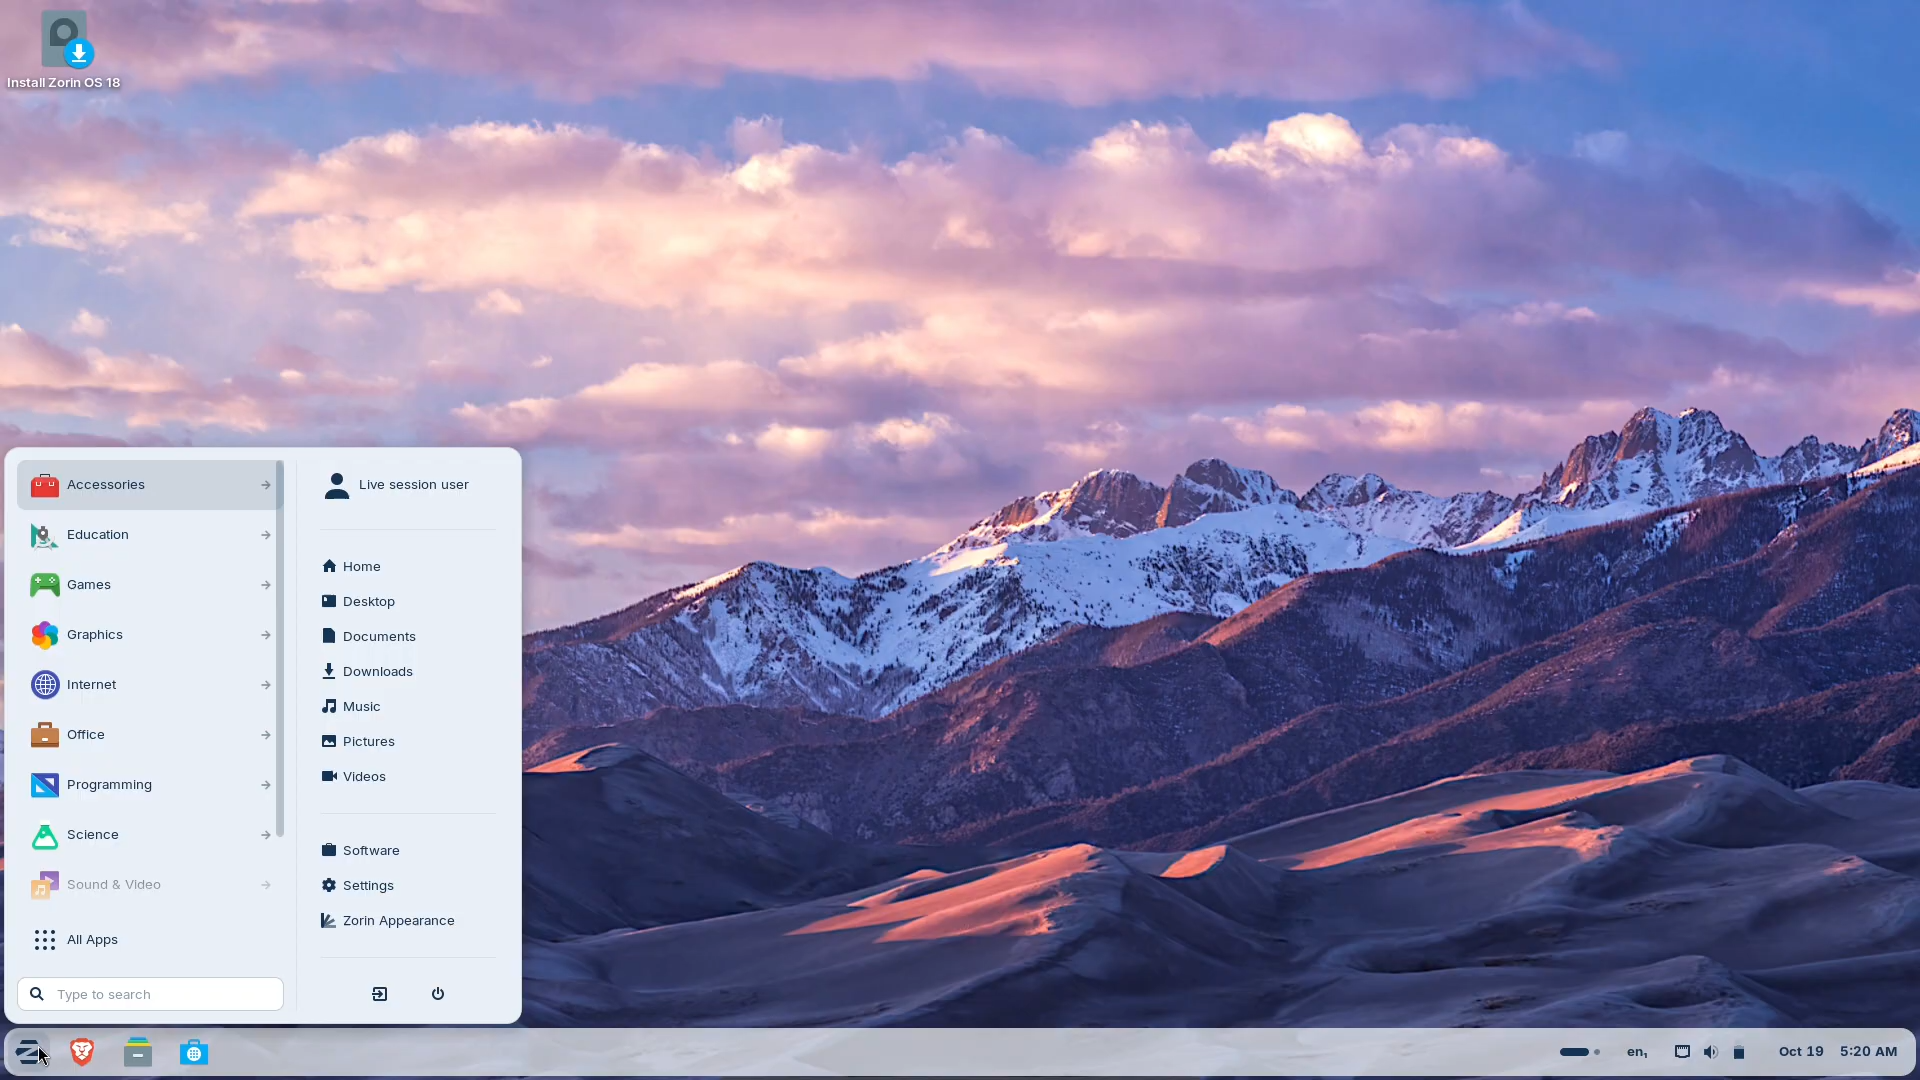 Install Zorin OS 18
Accessories
Education
Games
Graphics
Internet
Office
Programming
Science
Sound & Video
All Apps
Type to search
Live session user
Home
Desktop
Documents
Downloads
Music
Pictures
Videos
Software
Settings
Zorin Appearance
en₁
Oct 19 5:20 AM